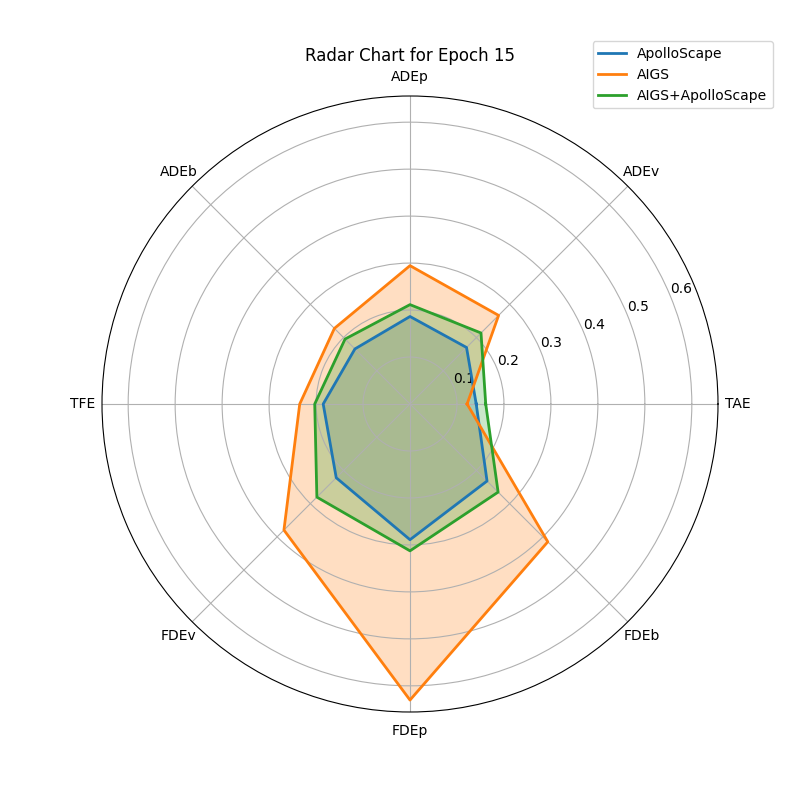 Radar Chart for Epoch 15
ApolloScape
AIGS
AIGS+ApolloScape
ADEp
ADEb
ADEv
0.6
0.5
0.4
0.3
0.2
0.1
TFE
TAE
FDEv
FDEb
FDEp